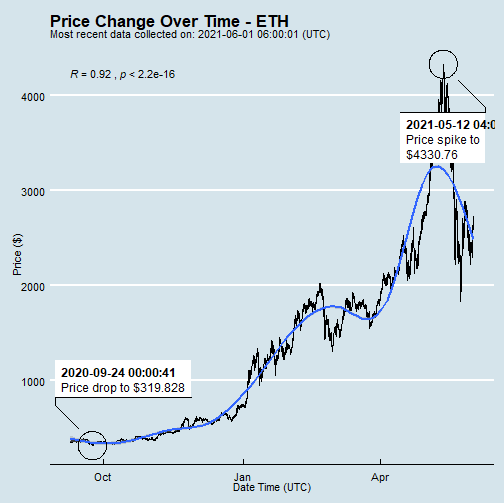 Price Change Over Time - ETH
Most recent data collected on: 2021-06-01 06:00:01 (UTC)
R = 0.92 , p < 2.2e-16
4000
2021-05-12 04:0
Price spike to
$4330.76
3000
Price ($)
2000
2020-09-24 00:00:41
Price drop to $319.828
1000
Oct
Jan
Apr
Date Time (UTC)